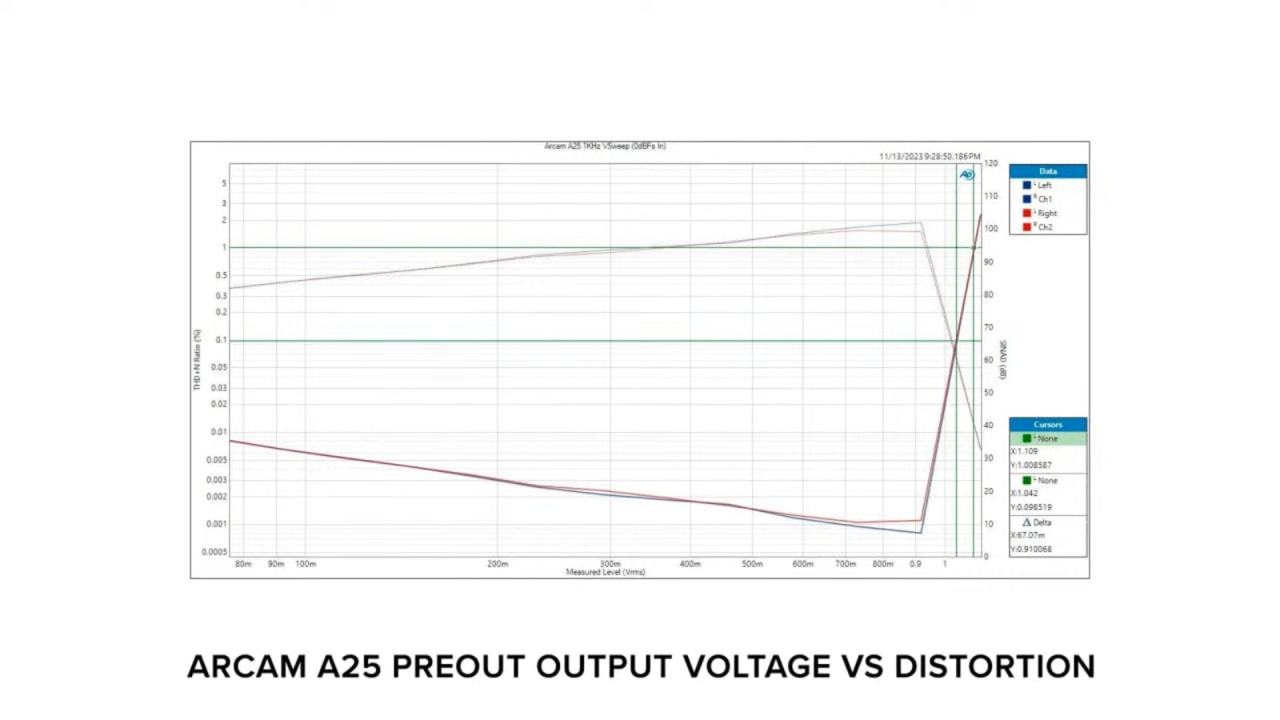 Arcam A25 1KHz VSweep (0dBFs In)
11/13/2023 9:28:50.186PM
THD+N Ratio (%)
5
3
2
1
0.5
0.3
0.2
0.1
0.05
0.03
0.02
0.01
0.005
0.003
0.002
0.001
0.0005
80m 90m 100m 200m 300m 400m 500m 600m 700m 800m 0.9 1
Measured Level (Vrms)
120
110
100
90
80
70
60
50
40
30
20
10
0
SINAD (dB)
AP
Data
L Left
R Ch1
L Right
R Ch2
Cursors
L None
X:1.109
Y:1.008587
L None
X:1.042
Y:0.098519
Δ Delta
X:67.07m
Y:0.910068
ARCAM A25 PREOUT OUTPUT VOLTAGE VS DISTORTION